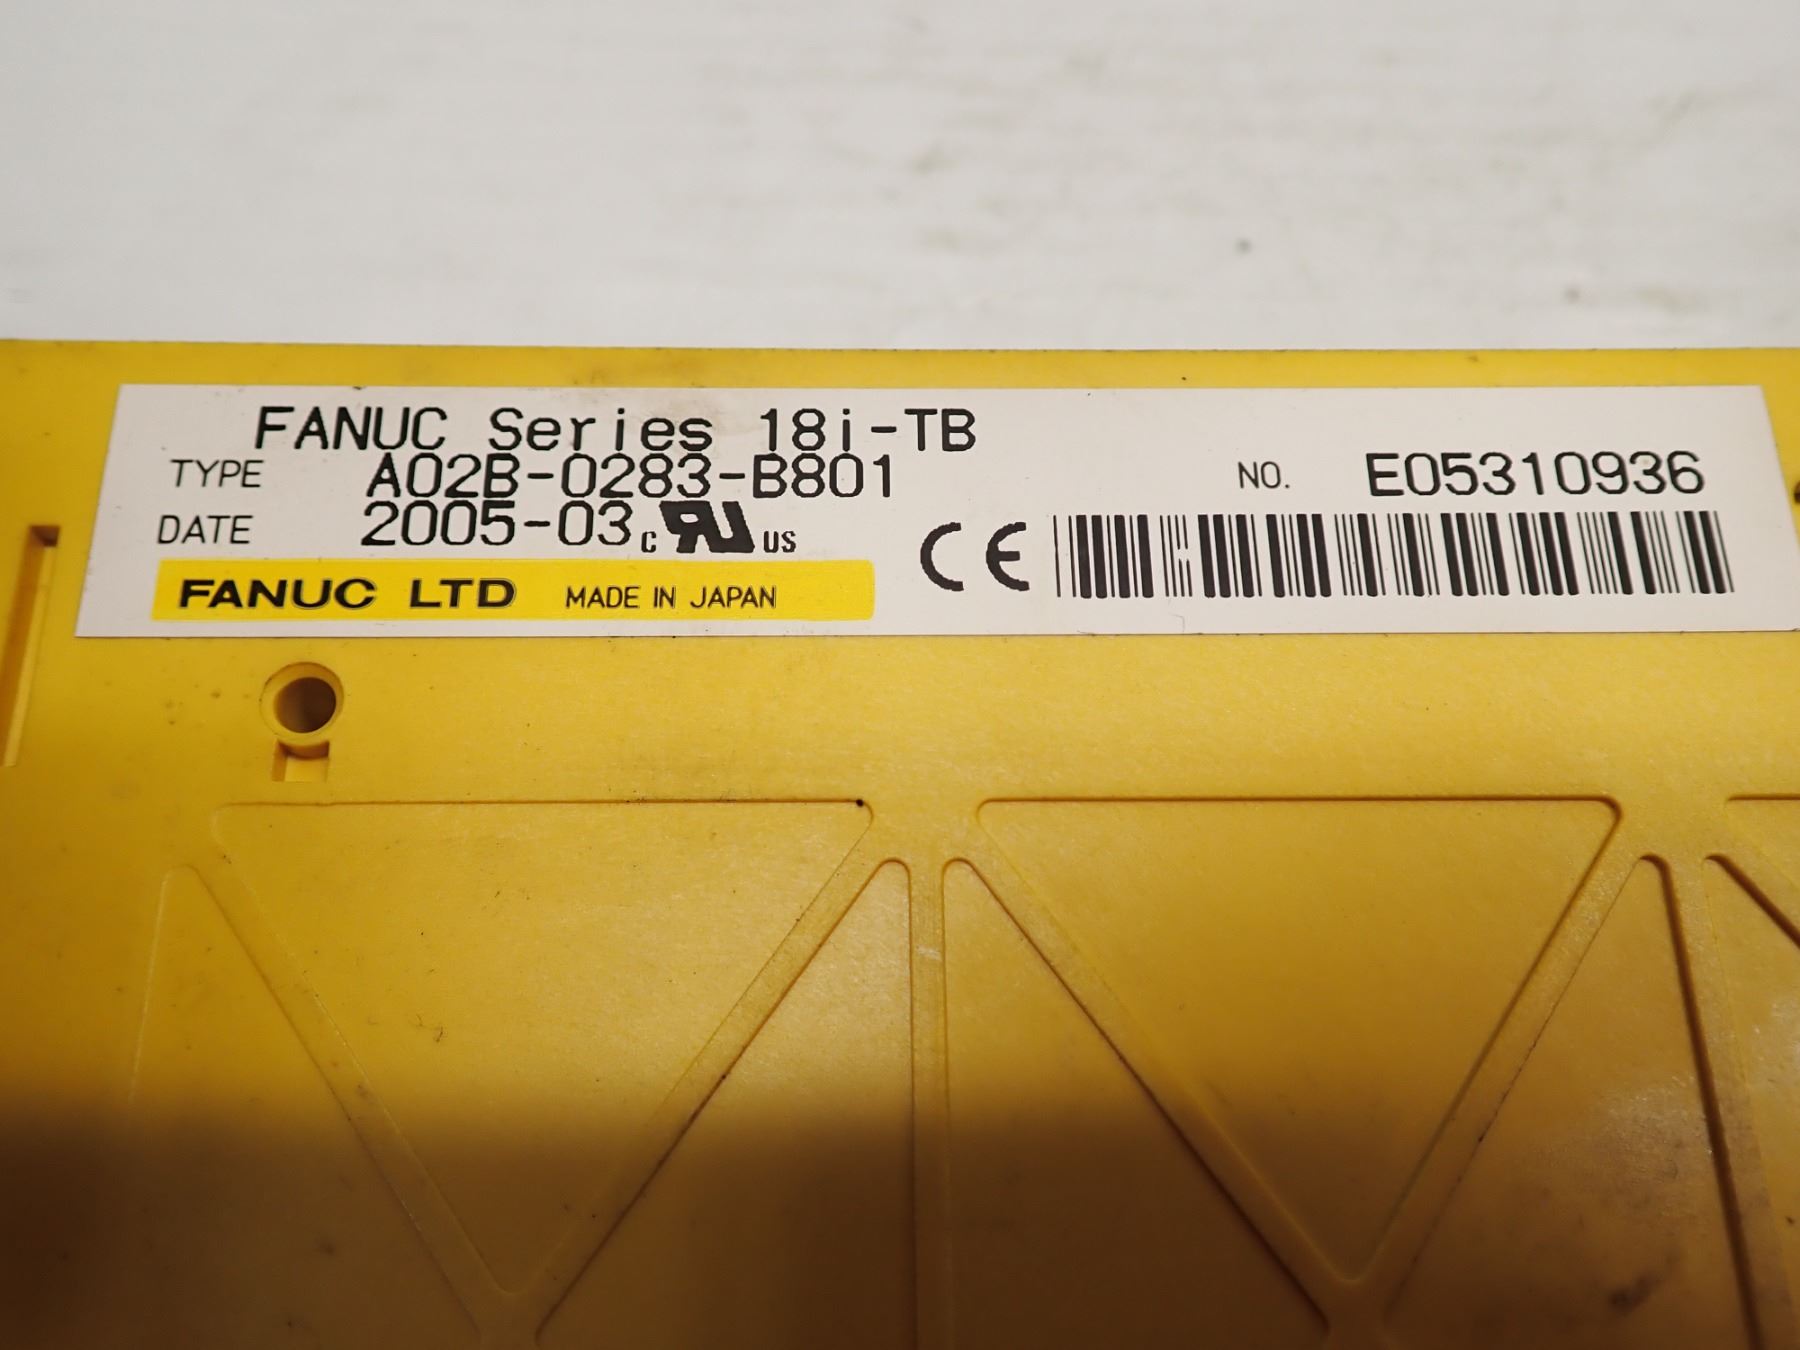 FANUC Series 18i-TB
TYPE A02B-0283-B801
NO. E05310936
DATE 2005-03 c RU US CE
FANUC LTD MADE IN JAPAN